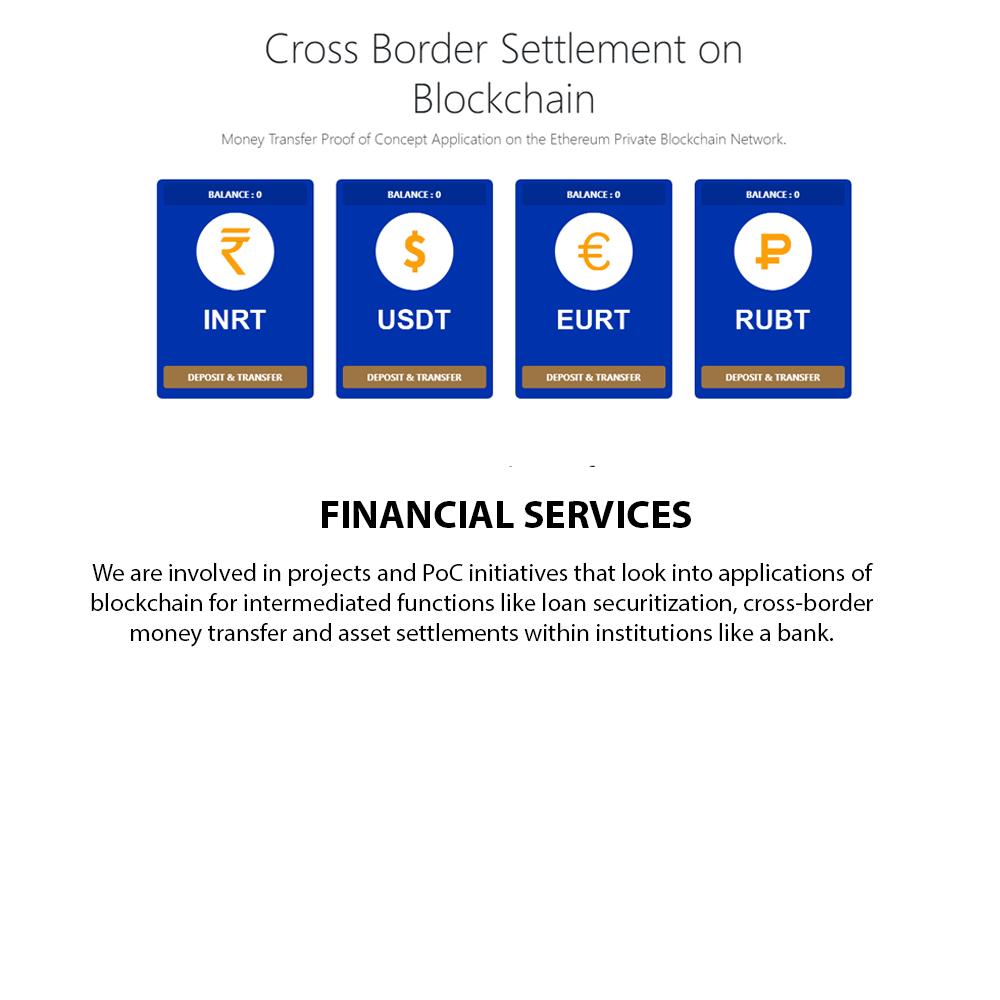 Cross Border Settlement on
Blockchain
Money Transfer Proof of Concept Application on the Ethereum Private Blockchain Network.
BALANCE : 0 BALANCE : 0 BALANCE : 0 BALANCE : 0
₹ $ € ₽
INRT USDT EURT RUBT
DEPOSIT & TRANSFER DEPOSIT & TRANSFER DEPOSIT & TRANSFER DEPOSIT & TRANSFER
FINANCIAL SERVICES
We are involved in projects and PoC initiatives that look into applications of
blockchain for intermediated functions like loan securitization, cross-border
money transfer and asset settlements within institutions like a bank.